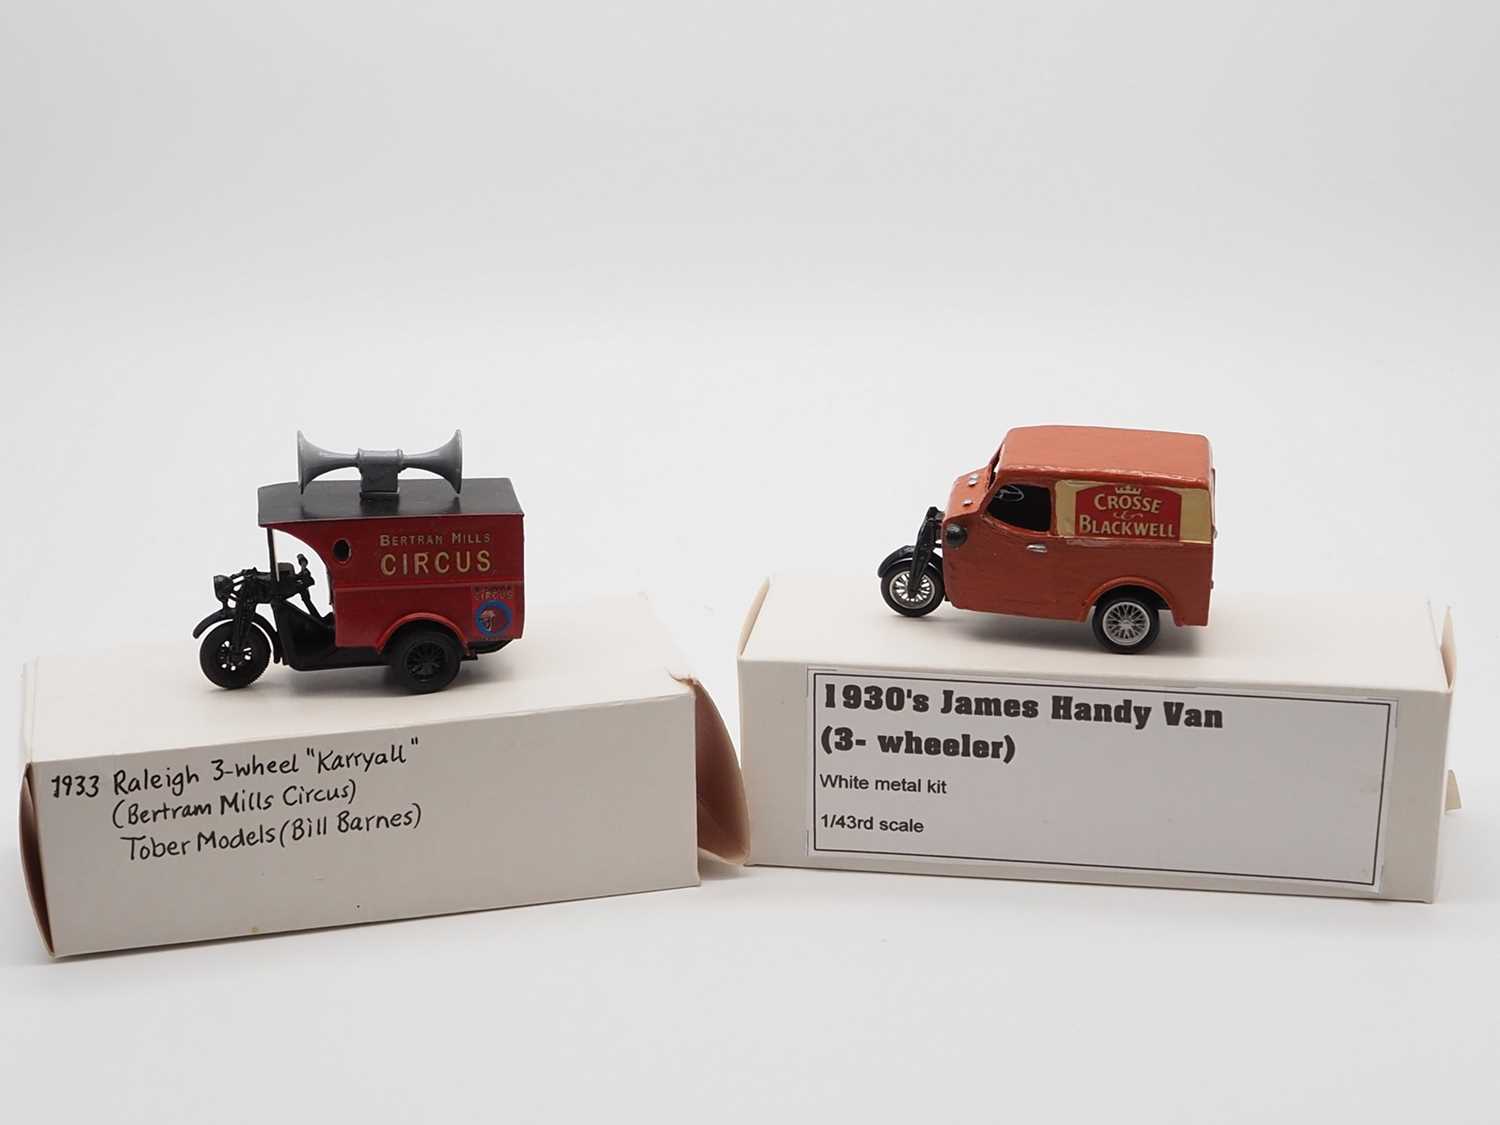 BERTRAM MILLS
CIRCUS
CIRCUS
CROSSE
&
BLACKWELL
1933 Raleigh 3-wheel "Karryall"
(Bertram Mills Circus)
Tober Models (Bill Barnes)
1930's James Handy Van
(3- wheeler)
White metal kit
1/43rd scale